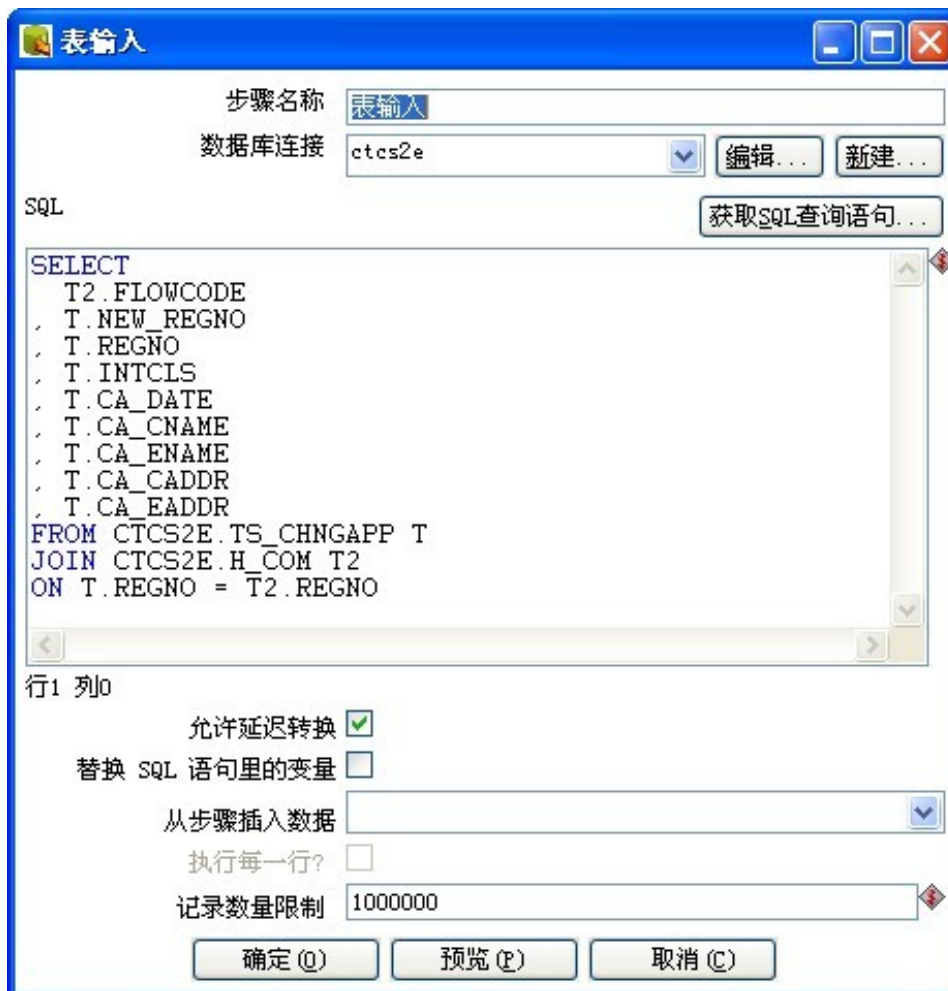 表输入
步骤名称 表输入
数据库连接 ctcs2e 编辑... 新建...
SQL 获取SQL查询语句...
SELECT
T2.FLOWCODE
, T.NEW_REGNO
, T.REGNO
, T.INTCLS
, T.CA_DATE
, T.CA_CNAME
, T.CA_ENAME
, T.CA_CADDR
, T.CA_EADDR
FROM CTCS2E.TS_CHNGAPP T
JOIN CTCS2E.H_COM T2
ON T.REGNO = T2.REGNO
行1 列0
允许延迟转换
替换 SQL 语句里的变量
从步骤插入数据
执行每一行?
记录数量限制 1000000
确定(O) 预览(P) 取消(C)